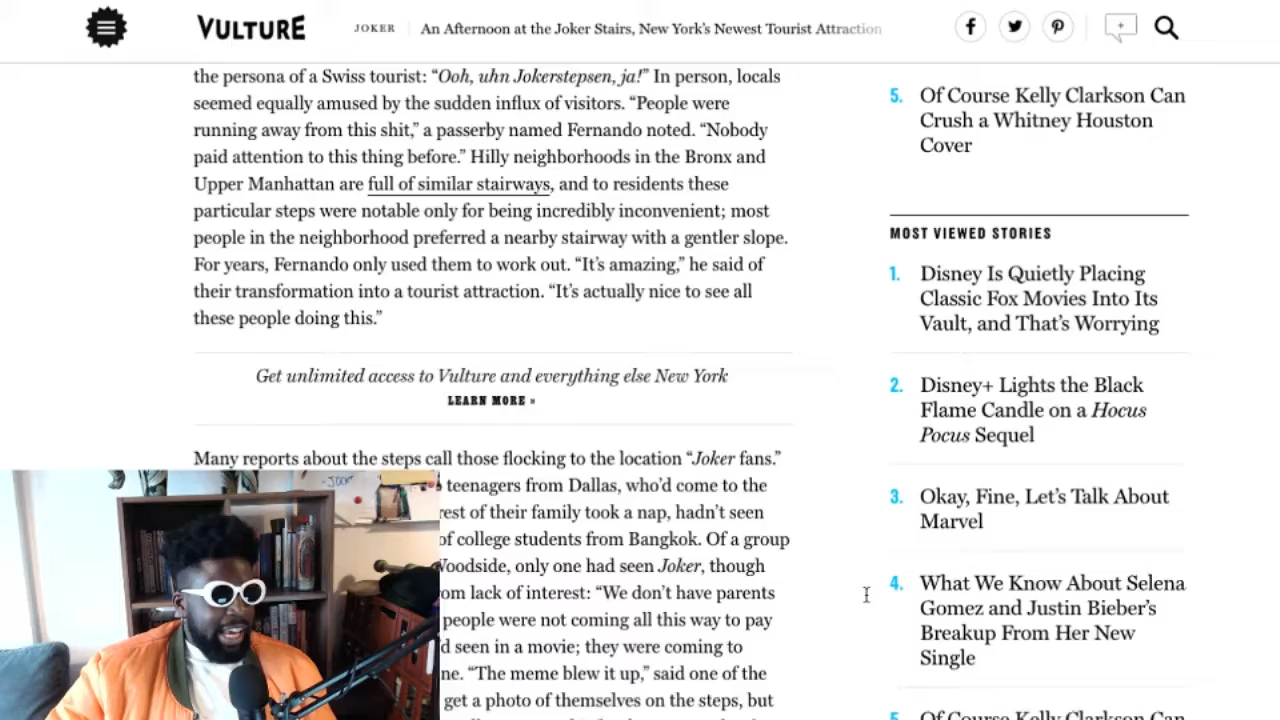 VULTURE
JOKER
An Afternoon at the Joker Stairs, New York's Newest Tourist Attraction
the persona of a Swiss tourist: “Ooh, uhn Jokerstepsen, ja!” In person, locals
seemed equally amused by the sudden influx of visitors. “People were
running away from this shit,” a passerby named Fernando noted. “Nobody
paid attention to this thing before.” Hilly neighborhoods in the Bronx and
Upper Manhattan are full of similar stairways, and to residents these
particular steps were notable only for being incredibly inconvenient; most
people in the neighborhood preferred a nearby stairway with a gentler slope.
For years, Fernando only used them to work out. “It’s amazing,” he said of
their transformation into a tourist attraction. “It’s actually nice to see all
these people doing this.”
Get unlimited access to Vulture and everything else New York
LEARN MORE »
Many reports about the steps call those flocking to the location “Joker fans.”
teenagers from Dallas, who’d come to the
rest of their family took a nap, hadn’t seen
of college students from Bangkok. Of a group
Woodside, only one had seen Joker, though
om lack of interest: “We don’t have parents
people were not coming all this way to pay
d seen in a movie; they were coming to
ne. “The meme blew it up,” said one of the
get a photo of themselves on the steps, but
5. Of Course Kelly Clarkson Can
Crush a Whitney Houston
Cover
MOST VIEWED STORIES
1. Disney Is Quietly Placing
Classic Fox Movies Into Its
Vault, and That’s Worrying
2. Disney+ Lights the Black
Flame Candle on a Hocus
Pocus Sequel
3. Okay, Fine, Let’s Talk About
Marvel
4. What We Know About Selena
Gomez and Justin Bieber’s
Breakup From Her New
Single
5. Of Course Kelly Clarkson Can